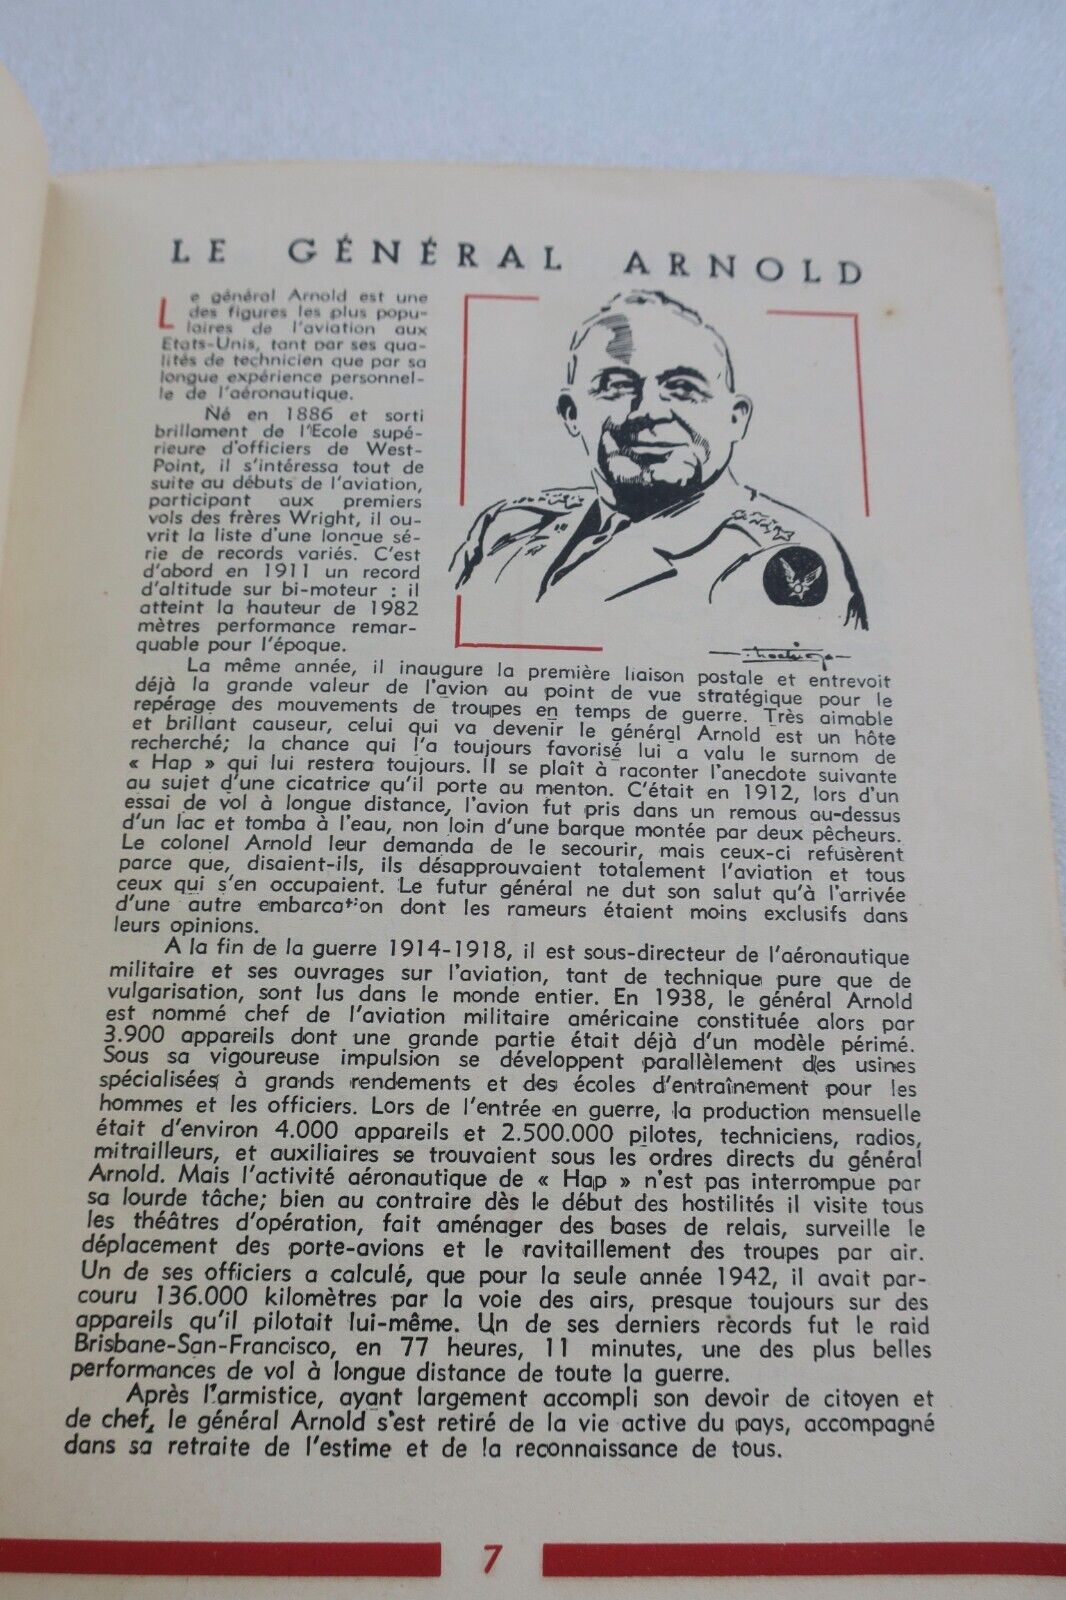 LE GÉNÉRAL ARNOLD
Le général Arnold est une
des figures les plus popu-
laires de l'aviation aux
Etats-Unis, tant par ses qua-
lités de technicien que par sa
longue expérience personnel-
le de l'aéronautique.
Né en 1886 et sorti
brillament de l'Ecole supé-
rieure d'officiers de West-
Point, il s'intéressa tout de
suite au débuts de l'aviation,
participant aux premiers
vols des frères Wright, il ou-
vrit la liste d'une longue sé-
rie de records variés. C'est
d'abord en 1911 un record
d'altitude sur bi-moteur : il
atteint la hauteur de 1982
mètres performance remar-
quable pour l'époque.
La même année, il inaugure la première liaison postale et entrevoit
déjà la grande valeur de l'avion au point de vue stratégique pour le
repérage des mouvements de troupes en temps de guerre. Très aimable
et brillant causeur, celui qui va devenir le général Arnold est un hôte
recherché; la chance qui l'a toujours favorisé lui a valu le surnom de
« Hap » qui lui restera toujours. Il se plaît à raconter l'anecdote suivante
au sujet d'une cicatrice qu'il porte au menton. C'était en 1912, lors d'un
essai de vol à longue distance, l'avion fut pris dans un remous au-dessus
d'un lac et tomba à l'eau, non loin d'une barque montée par deux pêcheurs.
Le colonel Arnold leur demanda de le secourir, mais ceux-ci refusèrent
parce que, disaient-ils, ils désapprouvaient totalement l'aviation et tous
ceux qui s'en occupaient. Le futur général ne dut son salut qu'à l'arrivée
d'une autre embarcation dont les rameurs étaient moins exclusifs dans
leurs opinions.
A la fin de la guerre 1914-1918, il est sous-directeur de l'aéronautique
militaire et ses ouvrages sur l'aviation, tant de technique pure que de
vulgarisation, sont lus dans le monde entier. En 1938, le général Arnold
est nommé chef de l'aviation militaire américaine constituée alors par
3.900 appareils dont une grande partie était déjà d'un modèle périmé.
Sous sa vigoureuse impulsion se développent parallèlement des usines
spécialisées à grands rendements et des écoles d'entraînement pour les
hommes et les officiers. Lors de l'entrée en guerre, la production mensuelle
était d'environ 4.000 appareils et 2.500.000 pilotes, techniciens, radios,
mitrailleurs, et auxiliaires se trouvaient sous les ordres directs du général
Arnold. Mais l'activité aéronautique de « Hap » n'est pas interrompue par
sa lourde tâche; bien au contraire dès le début des hostilités il visite tous
les théâtres d'opération, fait aménager des bases de relais, surveille le
déplacement des porte-avions et le ravitaillement des troupes par air.
Un de ses officiers a calculé, que pour la seule année 1942, il avait par-
couru 136.000 kilomètres par la voie des airs, presque toujours sur des
appareils qu'il pilotait lui-même. Un de ses derniers records fut le raid
Brisbane-San-Francisco, en 77 heures, 11 minutes, une des plus belles
performances de vol à longue distance de toute la guerre.
Après l'armistice, ayant largement accompli son devoir de citoyen et
de chef, le général Arnold s'est retiré de la vie active du pays, accompagné
dans sa retraite de l'estime et de la reconnaissance de tous.
7